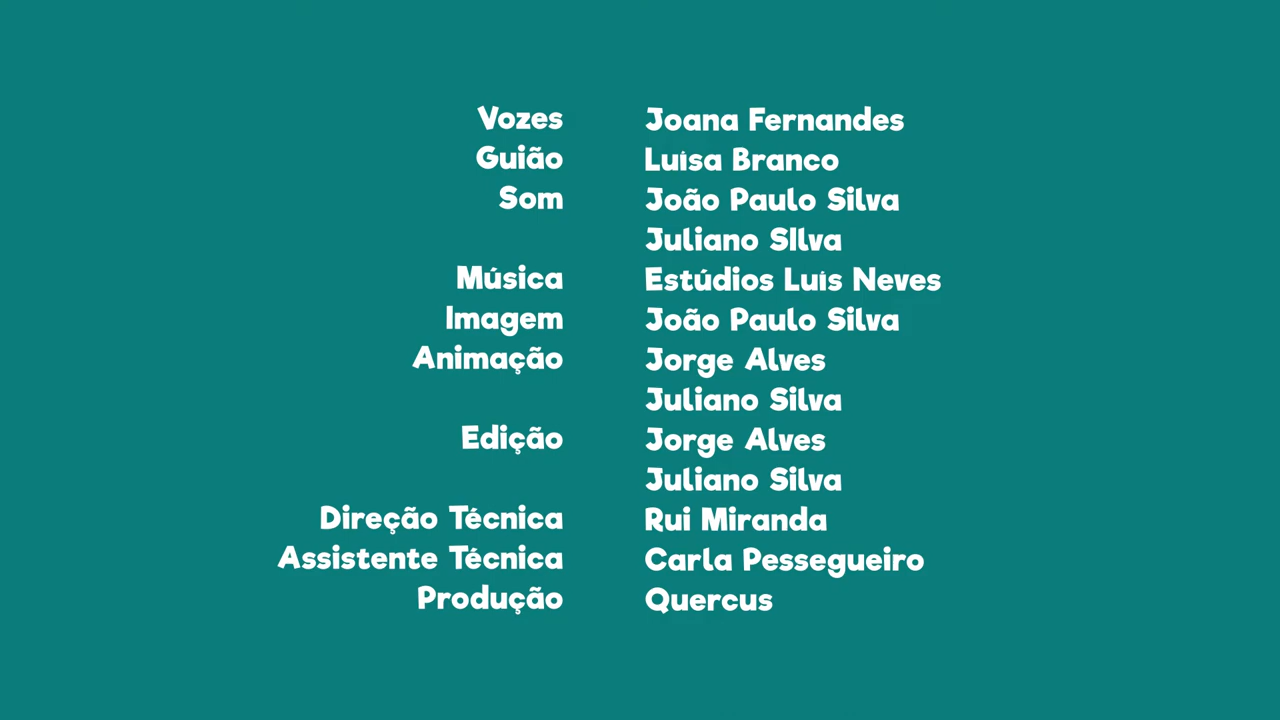 Vozes Joana Fernandes
Guião Luísa Branco
Som João Paulo Silva
Juliano SIlva
Música Estúdios Luís Neves
Imagem João Paulo Silva
Animação Jorge Alves
Juliano Silva
Edição Jorge Alves
Juliano Silva
Direção Técnica Rui Miranda
Assistente Técnica Carla Pessegueiro
Produção Quercus